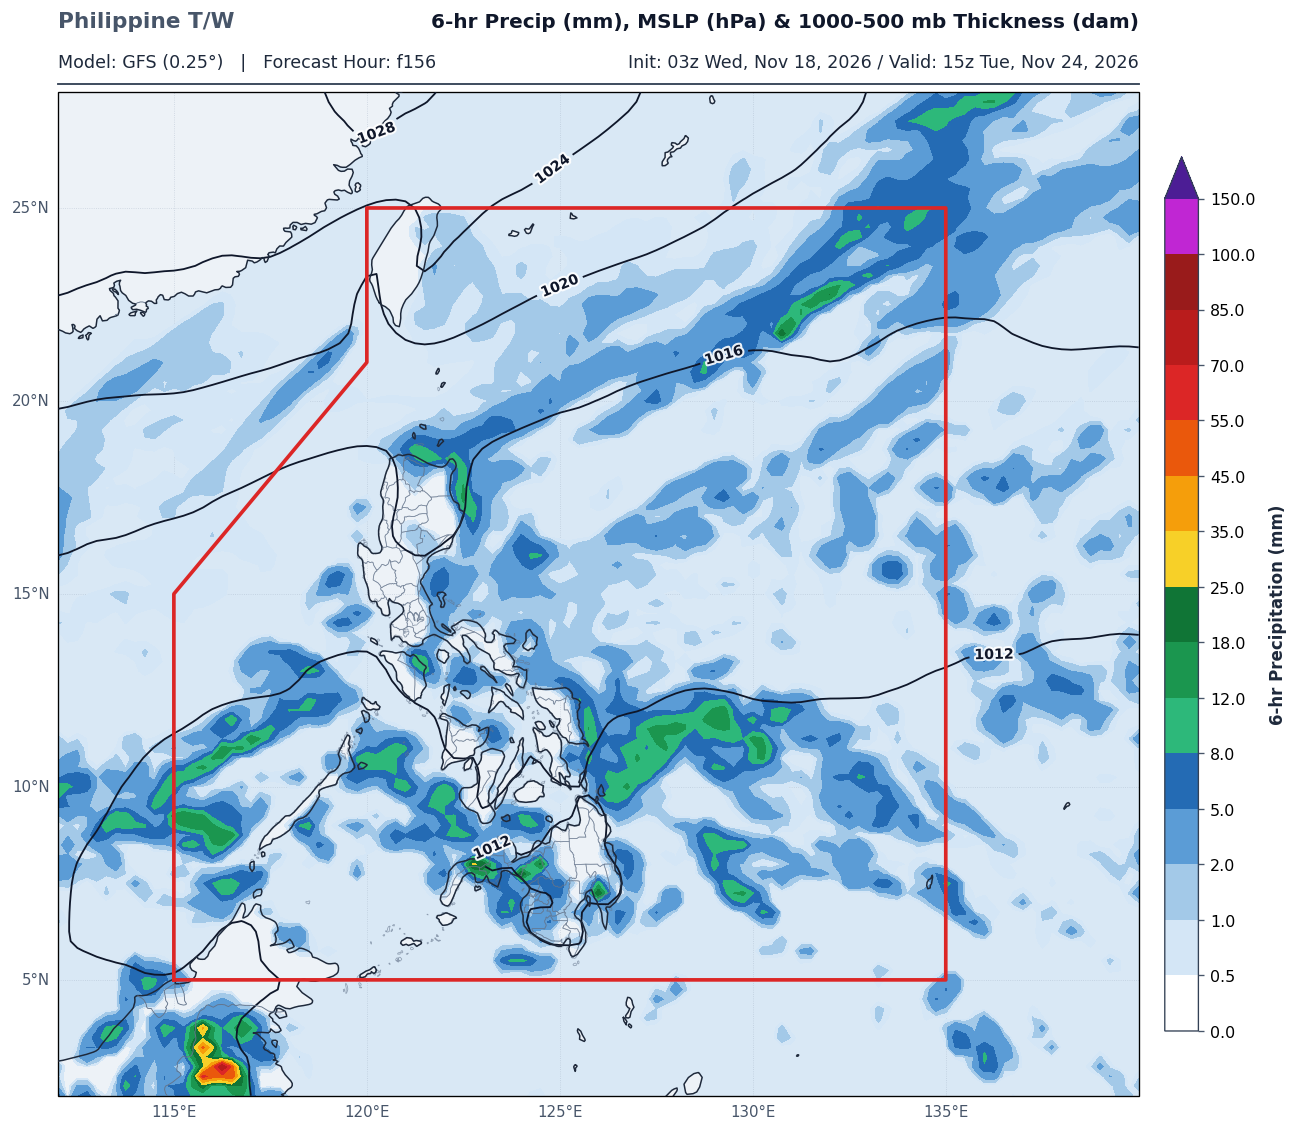 Philippine T/W
6-hr Precip (mm), MSLP (hPa) & 1000-500 mb Thickness (dam)
Model: GFS (0.25°) | Forecast Hour: f156
Init: 03z Wed, Nov 18, 2026 / Valid: 15z Tue, Nov 24, 2026
1028
1024
1020
1016
1012
1012
25°N
20°N
15°N
10°N
5°N
115°E
120°E
125°E
130°E
135°E
150.0
100.0
85.0
70.0
55.0
45.0
35.0
25.0
18.0
12.0
8.0
5.0
2.0
1.0
0.5
0.0
6-hr Precipitation (mm)